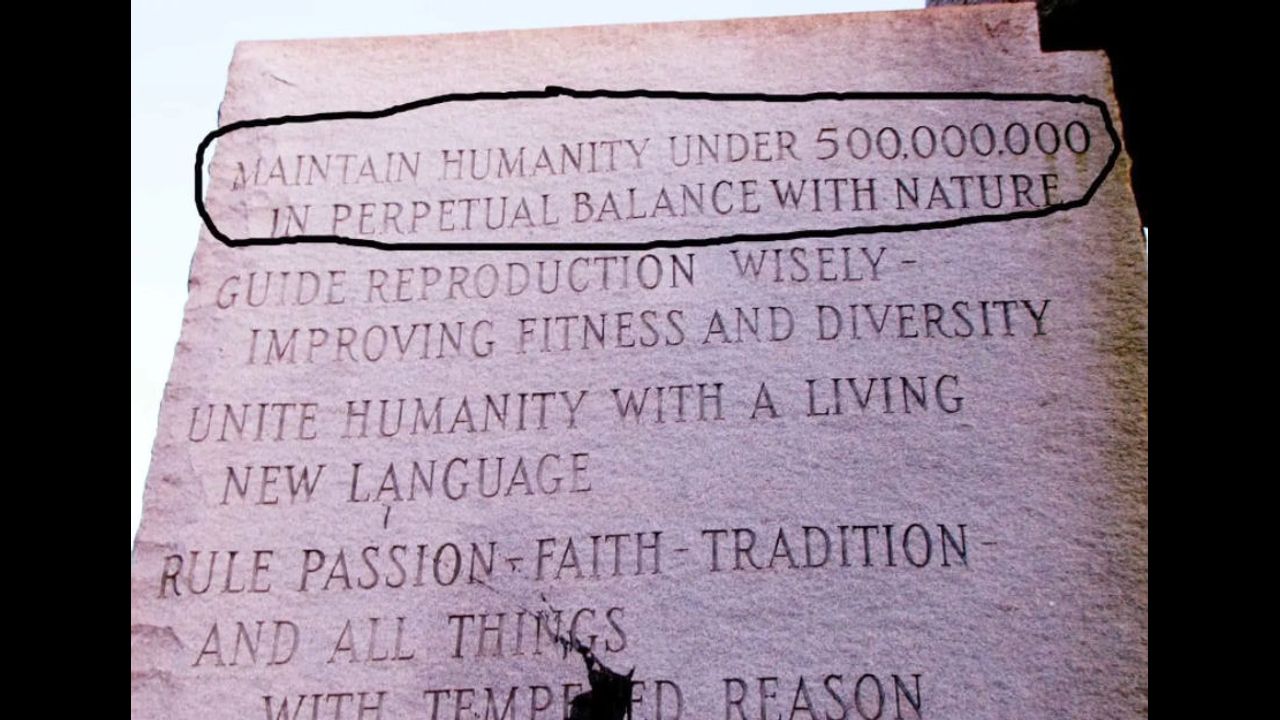 MAINTAIN HUMANITY UNDER 500,000,000
IN PERPETUAL BALANCE WITH NATURE
GUIDE REPRODUCTION WISELY -
IMPROVING FITNESS AND DIVERSITY
UNITE HUMANITY WITH A LIVING
NEW LANGUAGE
RULE PASSION - FAITH - TRADITION -
AND ALL THINGS
WITH TEMPERED REASON